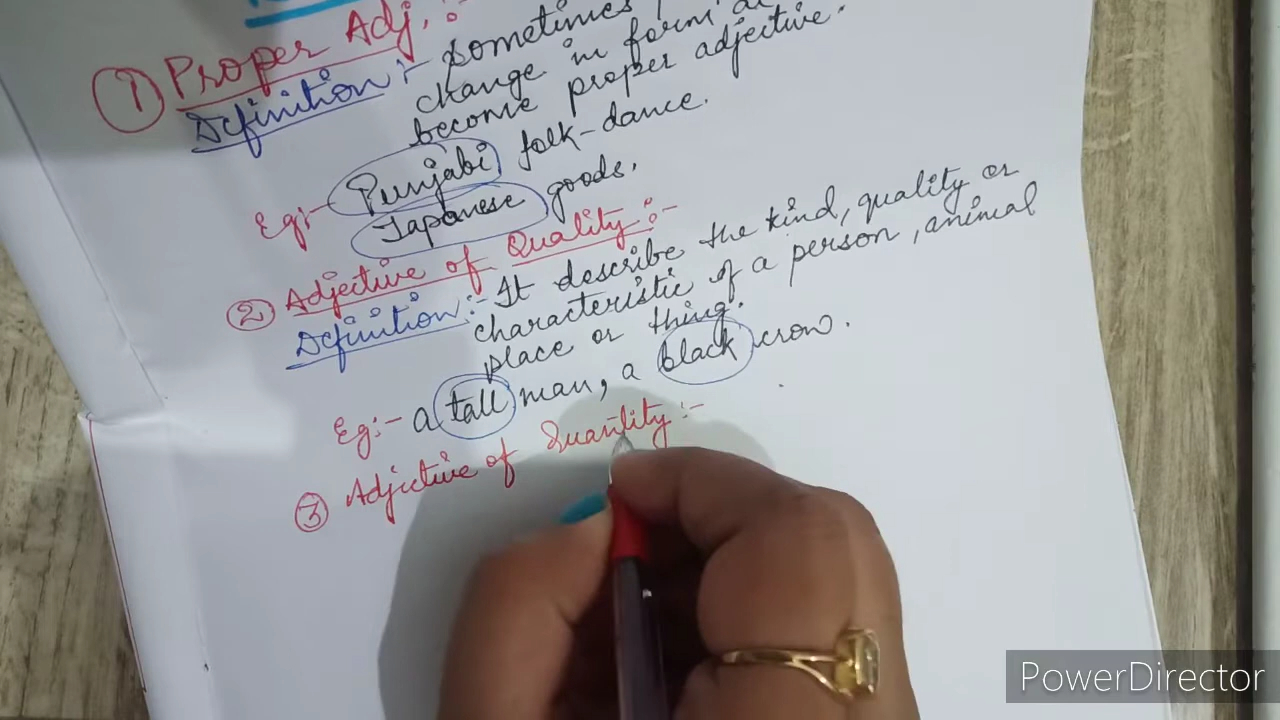 ① Proper Adj. :-
Definition :- Sometimes
change in form
become proper adjective.
Eg:- Punjabi folk-dance.
Japanese goods.
② Adjective of Quality :-
Definition :- It describe the kind, quality or
characteristic of a person, animal
place or thing.
Eg:- A tall man, a black crow.
③ Adjective of Quantity :-
PowerDirector